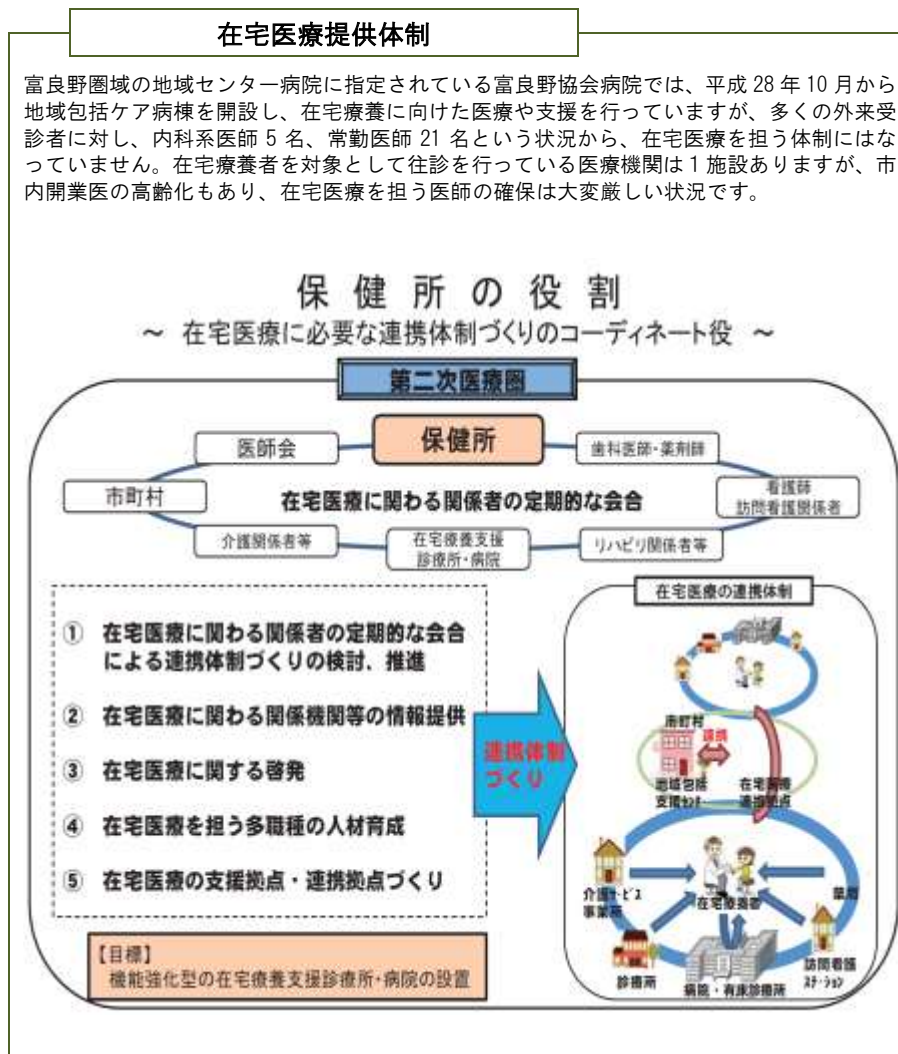 在宅医療提供体制
富良野圏域の地域センター病院に指定されている富良野協会病院では、平成 28 年 10 月から
地域包括ケア病棟を開設し、在宅療養に向けた医療や支援を行っていますが、多くの外来受
診者に対し、内科系医師 5 名、常勤医師 21 名という状況から、在宅医療を担う体制にはな
っていません。在宅療養者を対象として往診を行っている医療機関は 1 施設ありますが、市
内開業医の高齢化もあり、在宅医療を担う医師の確保は大変厳しい状況です。
保健所の役割
～ 在宅医療に必要な連携体制づくりのコーディネート役 ～
第二次医療圏
医師会
保健所
歯科医師・薬剤師
市町村
在宅医療に関わる関係者の定期的な会合
看護師
訪問看護関係者
介護関係者等
在宅療養支援
診療所・病院
リハビリ関係者等
① 在宅医療に関わる関係者の定期的な会合
による連携体制づくりの検討、推進
② 在宅医療に関わる関係機関等の情報提供
③ 在宅医療に関する啓発
④ 在宅医療を担う多職種の人材育成
⑤ 在宅医療の支援拠点・連携拠点づくり
【目標】
機能強化型の在宅療養支援診療所・病院の設置
連携体制
づくり
在宅医療の連携体制
市町村
連携
地域包括
支援ｾﾝﾀｰ
在宅医療
連携拠点
介護ｻｰﾋﾞｽ
事業所
在宅療養者
薬局
診療所
病院・有床診療所
訪問看護
ｽﾃｰｼｮﾝ